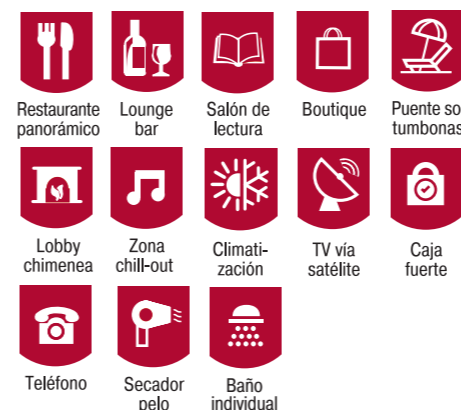 Restaurante panorámico
Lounge bar
Salón de lectura
Boutique
Puente so
tumbonas
Lobby chimenea
Zona chill-out
Climati-
zación
TV vía satélite
Caja fuerte
Teléfono
Secador pelo
Baño individual